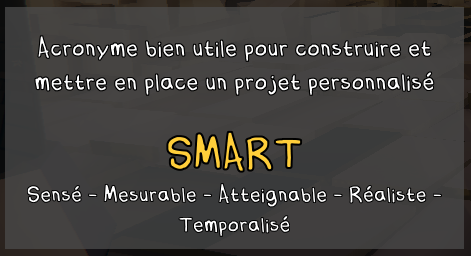 Acronyme bien utile pour construire et
mettre en place un projet personnalisé
SMART
Sensé - Mesurable - Atteignable - Réaliste -
Temporalisé